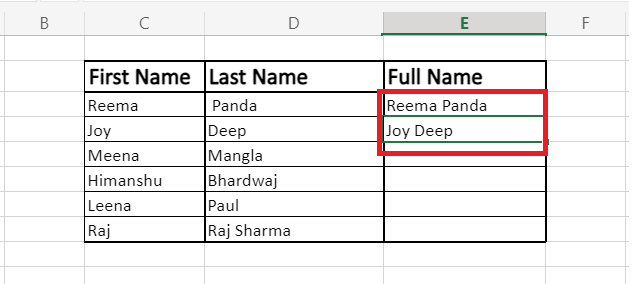 B C D E F
First Name Last Name Full Name
Reema Panda Reema Panda
Joy Deep Joy Deep
Meena Mangla
Himanshu Bhardwaj
Leena Paul
Raj Raj Sharma